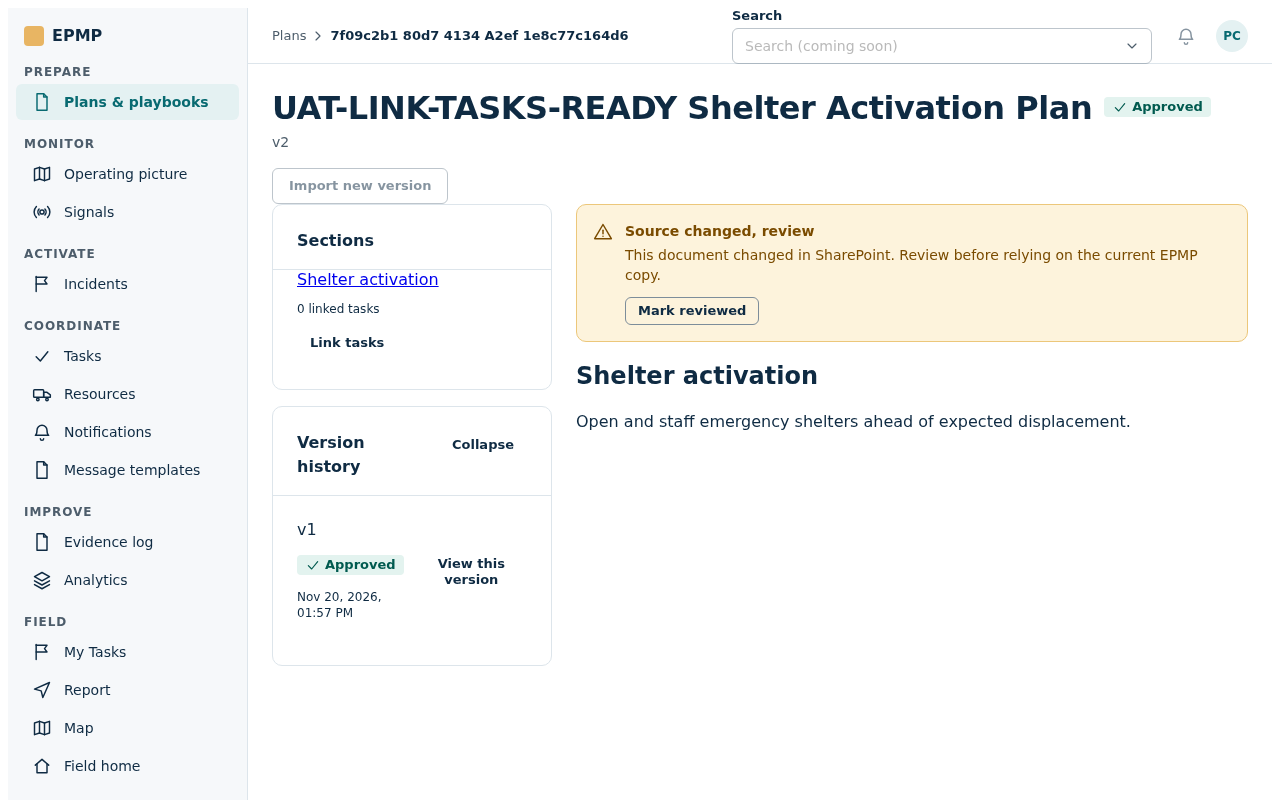 EPMP
PREPARE
Plans & playbooks
MONITOR
Operating picture
Signals
ACTIVATE
Incidents
COORDINATE
Tasks
Resources
Notifications
Message templates
IMPROVE
Evidence log
Analytics
FIELD
My Tasks
Report
Map
Field home
Plans
7f09c2b1 80d7 4134 A2ef 1e8c77c164d6
Search
Search (coming soon)
PC
UAT-LINK-TASKS-READY Shelter Activation Plan
Approved
v2
Import new version
Sections
Shelter activation
0 linked tasks
Link tasks
Version
history
Collapse
v1
Approved
View this
version
Nov 20, 2026,
01:57 PM
Source changed, review
This document changed in SharePoint. Review before relying on the current EPMP
copy.
Mark reviewed
Shelter activation
Open and staff emergency shelters ahead of expected displacement.